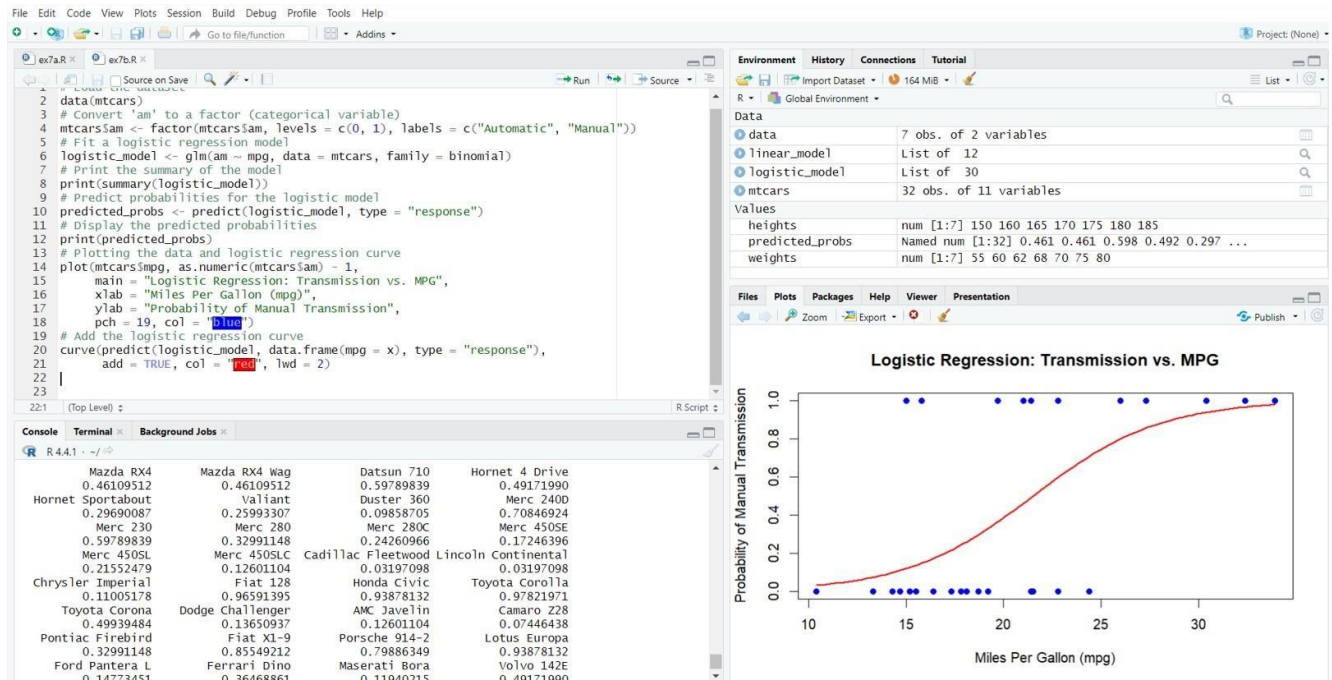 File Edit Code View Plots Session Build Debug Profile Tools Help
Go to file/function Addins Project: (None)
ex7a.R ex7b.R
Source on Save Run Source
1 # Load the dataset
2 data(mtcars)
3 # Convert 'am' to a factor (categorical variable)
4 mtcars$am <- factor(mtcars$am, levels = c(0, 1), labels = c("Automatic", "Manual"))
5 # Fit a logistic regression model
6 logistic_model <- glm(am ~ mpg, data = mtcars, family = binomial)
7 # Print the summary of the model
8 print(summary(logistic_model))
9 # Predict probabilities for the logistic model
10 predicted_probs <- predict(logistic_model, type = "response")
11 # Display the predicted probabilities
12 print(predicted_probs)
13 # Plotting the data and logistic regression curve
14 plot(mtcars$mpg, as.numeric(mtcars$am) - 1,
15 main = "Logistic Regression: Transmission vs. MPG",
16 xlab = "Miles Per Gallon (mpg)",
17 ylab = "Probability of Manual Transmission",
18 pch = 19, col = "blue")
19 # Add the logistic regression curve
20 curve(predict(logistic_model, data.frame(mpg = x), type = "response"),
21 add = TRUE, col = "red", lwd = 2)
22
23
22:1 (Top Level) R Script
Console Terminal Background Jobs
R 4.4.1 · ~/
Mazda RX4 Mazda RX4 Wag Datsun 710 Hornet 4 Drive
0.46109512 0.46109512 0.59789839 0.49171990
Hornet Sportabout Valiant Duster 360 Merc 240D
0.29690087 0.25993307 0.09858705 0.70846924
Merc 230 Merc 280 Merc 280C Merc 450SE
0.59789839 0.32991148 0.24260966 0.17246396
Merc 450SL Merc 450SLC Cadillac Fleetwood Lincoln Continental
0.21552479 0.12601104 0.03197098 0.03197098
Chrysler Imperial Fiat 128 Honda Civic Toyota Corolla
0.11005178 0.96591395 0.93878132 0.97821971
Toyota Corona Dodge Challenger AMC Javelin Camaro Z28
0.49939484 0.13650937 0.12601104 0.07446438
Pontiac Firebird Fiat X1-9 Porsche 914-2 Lotus Europa
0.32991148 0.85549212 0.79886349 0.93878132
Ford Pantera L Ferrari Dino Maserati Bora Volvo 142E
0.14773451 0.36468861 0.11940215 0.49171990
Environment History Connections Tutorial
Import Dataset 164 MiB List
R Global Environment
Data
data 7 obs. of 2 variables
linear_model List of 12
logistic_model List of 30
mtcars 32 obs. of 11 variables
Values
heights num [1:7] 150 160 165 170 175 180 185
predicted_probs Named num [1:32] 0.461 0.461 0.598 0.492 0.297 ...
weights num [1:7] 55 60 62 68 70 75 80
Files Plots Packages Help Viewer Presentation
Zoom Export Publish
Logistic Regression: Transmission vs. MPG
Probability of Manual Transmission
1.0
0.8
0.6
0.4
0.2
0.0
10 15 20 25 30
Miles Per Gallon (mpg)